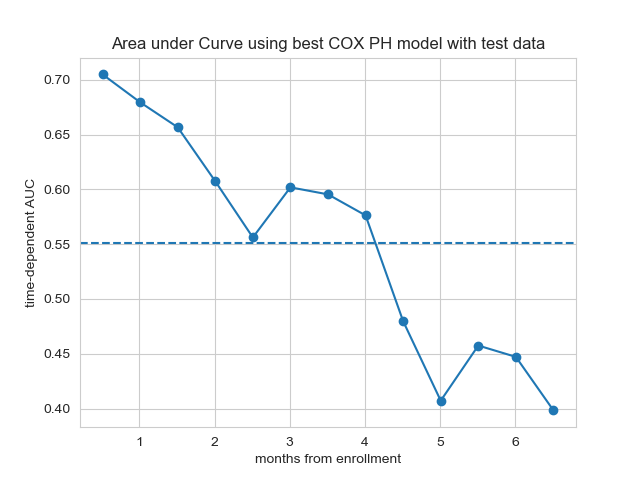 Area under Curve using best COX PH model with test data
time-dependent AUC
0.70
0.65
0.60
0.55
0.50
0.45
0.40
1 2 3 4 5 6
months from enrollment